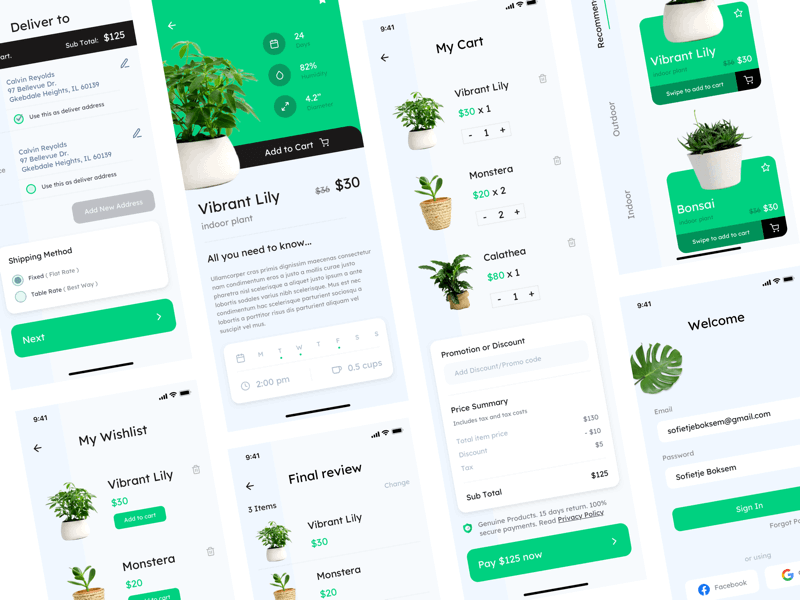 Deliver to
Cart.
Sub Total: $125
Calvin Reyolds
97 Bellevue Dr.
Gkebdale Heights, IL 60139
Use this as deliver address
Calvin Reyolds
97 Bellevue Dr.
Gkebdale Heights, IL 60139
Use this as deliver address
Add New Address
Shipping Method
Fixed ( Flat Rate )
Table Rate ( Best Way )
Next
24
Days
82%
Humidity
4.2"
Diameter
Add to Cart
Vibrant Lily
$36 $30
indoor plant
All you need to know...
Ullamcorper cras primis dignissim maecenas consectetur
nam condimentum eros a justo a mollis curae justo
pharetra nisl scelerisque a aliquet justo ipsum a ante
lobortis sodales varius nibh scelerisque. Mus est nec
condimentum hac scelerisque parturient sociosqu a
lobortis a porttitor risus dis parturient aliquam vel
suscipit vel mus.
M T W T F S S
2:00 pm
0.5 cups
9:41
My Cart
Vibrant Lily
$30 x 1
- 1 +
Monstera
$20 x 2
- 2 +
Calathea
$80 x 1
- 1 +
Promotion or Discount
Add Discount/Promo code
Price Summary
Includes tax and tax costs
Total item price
$130
Discount
- $10
Tax
$5
Sub Total
$125
Genuine Products. 15 days return. 100%
secure payments. Read Privacy Policy
Pay $125 now
Recommen
Outdoor
Indoor
Vibrant Lily
indoor plant
$36 $30
Swipe to add to cart
Bonsai
indoor plant
$36 $30
Swipe to add to cart
9:41
Welcome
Email
sofietjeboksem@gmail.com
Password
Sofietje Boksem
Sign In
Forgot Pa
or using
Facebook
9:41
My Wishlist
Vibrant Lily
$30
Add to cart
Monstera
$20
to cart
9:41
Final review
Change
3 Items
Vibrant Lily
$30
Monstera
$20